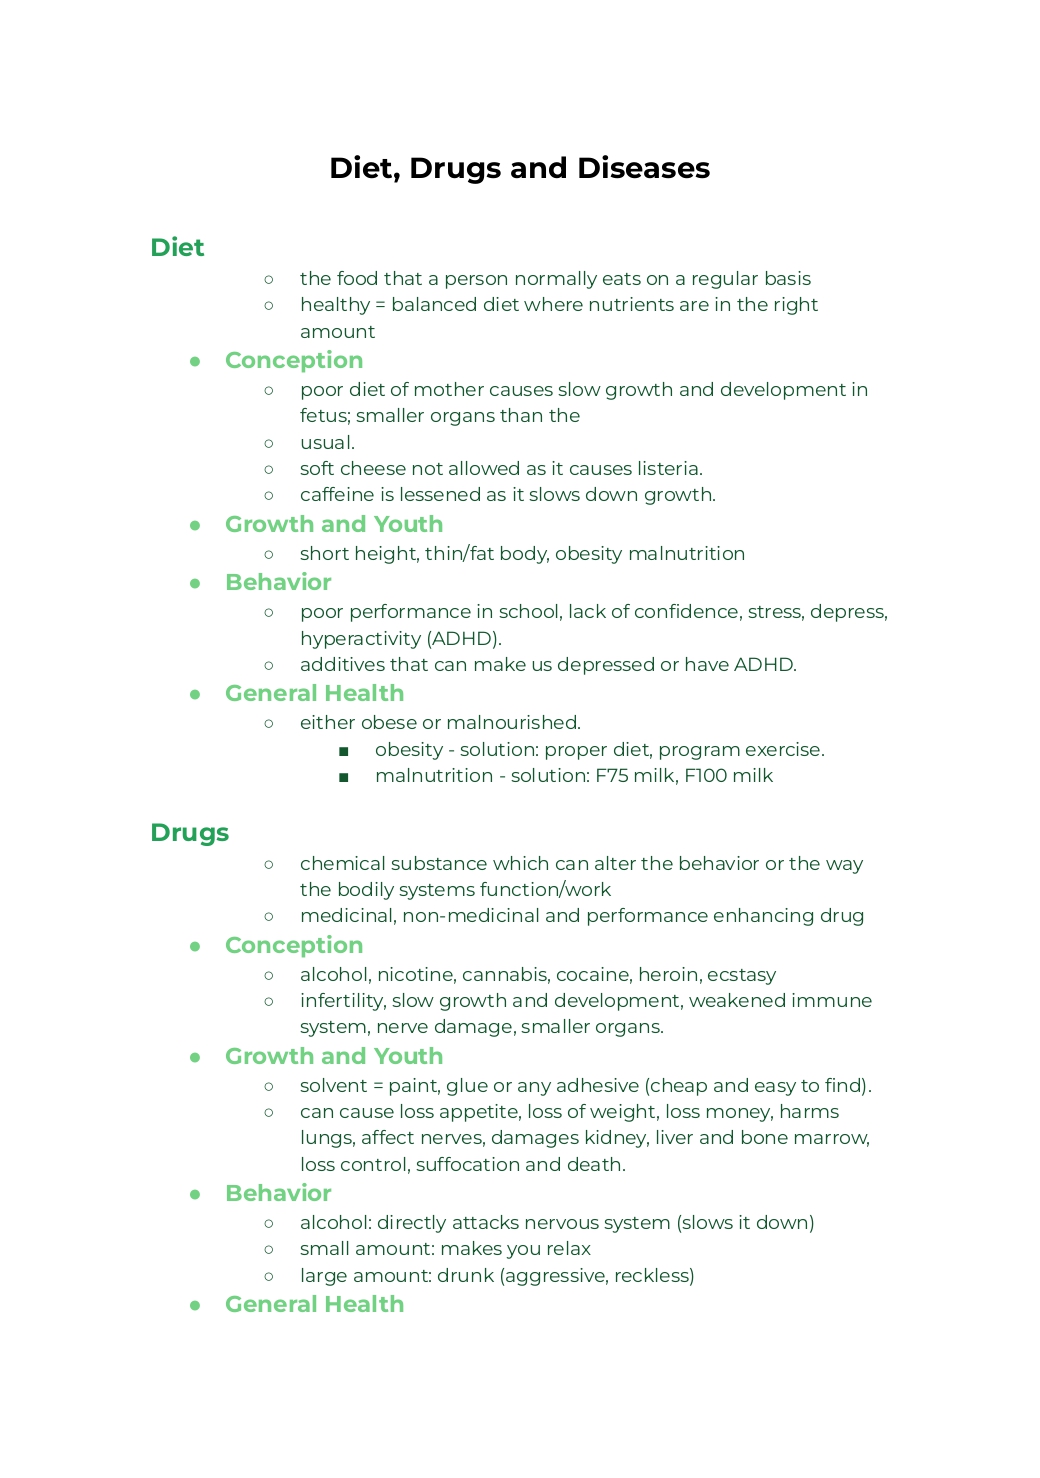 Diet, Drugs and Diseases
Diet
○ the food that a person normally eats on a regular basis
○ healthy = balanced diet where nutrients are in the right
amount
● Conception
○ poor diet of mother causes slow growth and development in
fetus; smaller organs than the
○ usual.
○ soft cheese not allowed as it causes listeria.
○ caffeine is lessened as it slows down growth.
● Growth and Youth
○ short height, thin/fat body, obesity malnutrition
● Behavior
○ poor performance in school, lack of confidence, stress, depress,
hyperactivity (ADHD).
○ additives that can make us depressed or have ADHD.
● General Health
○ either obese or malnourished.
■ obesity - solution: proper diet, program exercise.
■ malnutrition - solution: F75 milk, F100 milk
Drugs
○ chemical substance which can alter the behavior or the way
the bodily systems function/work
○ medicinal, non-medicinal and performance enhancing drug
● Conception
○ alcohol, nicotine, cannabis, cocaine, heroin, ecstasy
○ infertility, slow growth and development, weakened immune
system, nerve damage, smaller organs.
● Growth and Youth
○ solvent = paint, glue or any adhesive (cheap and easy to find).
○ can cause loss appetite, loss of weight, loss money, harms
lungs, affect nerves, damages kidney, liver and bone marrow,
loss control, suffocation and death.
● Behavior
○ alcohol: directly attacks nervous system (slows it down)
○ small amount: makes you relax
○ large amount: drunk (aggressive, reckless)
● General Health